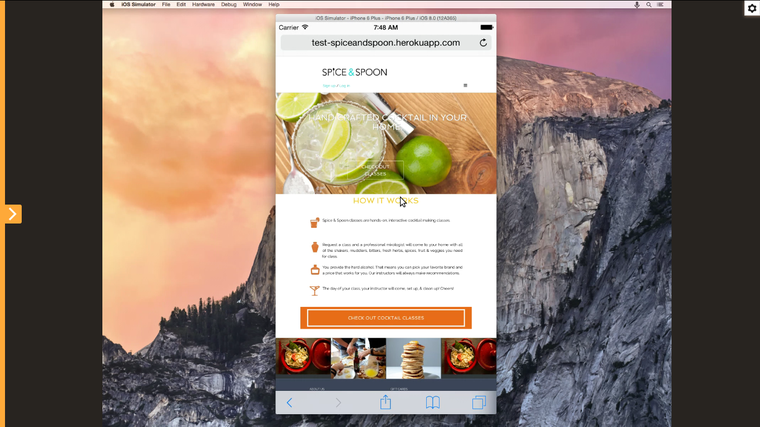 iOS Simulator File Edit Hardware Debug Window Help
iOS Simulator - iPhone 6 Plus - iPhone 6 Plus / iOS 8.0 (12A365)
Carrier 7:48 AM
test-spiceandspoon.herokuapp.com
SPICE & SPOON
HANDCRAFTED COCKTAIL IN YOUR
HOME
CHECK OUT
CLASSES
HOW IT WORKS
Spice & Spoon classes are hands-on, interactive cocktail making classes.
Request a class and a professional mixologist will come to your home with all
of the shakers, muddlers, bitters, fresh herbs, spices, fruit & veggies you need
for class.
You provide the hard alcohol. That means you can pick your favorite brand and
a price that works for you. Our instructors will always make recommendations.
The day of your class, your instructor will come, set up, & clean up! Cheers!
CHECK OUT COCKTAIL CLASSES
ABOUT US